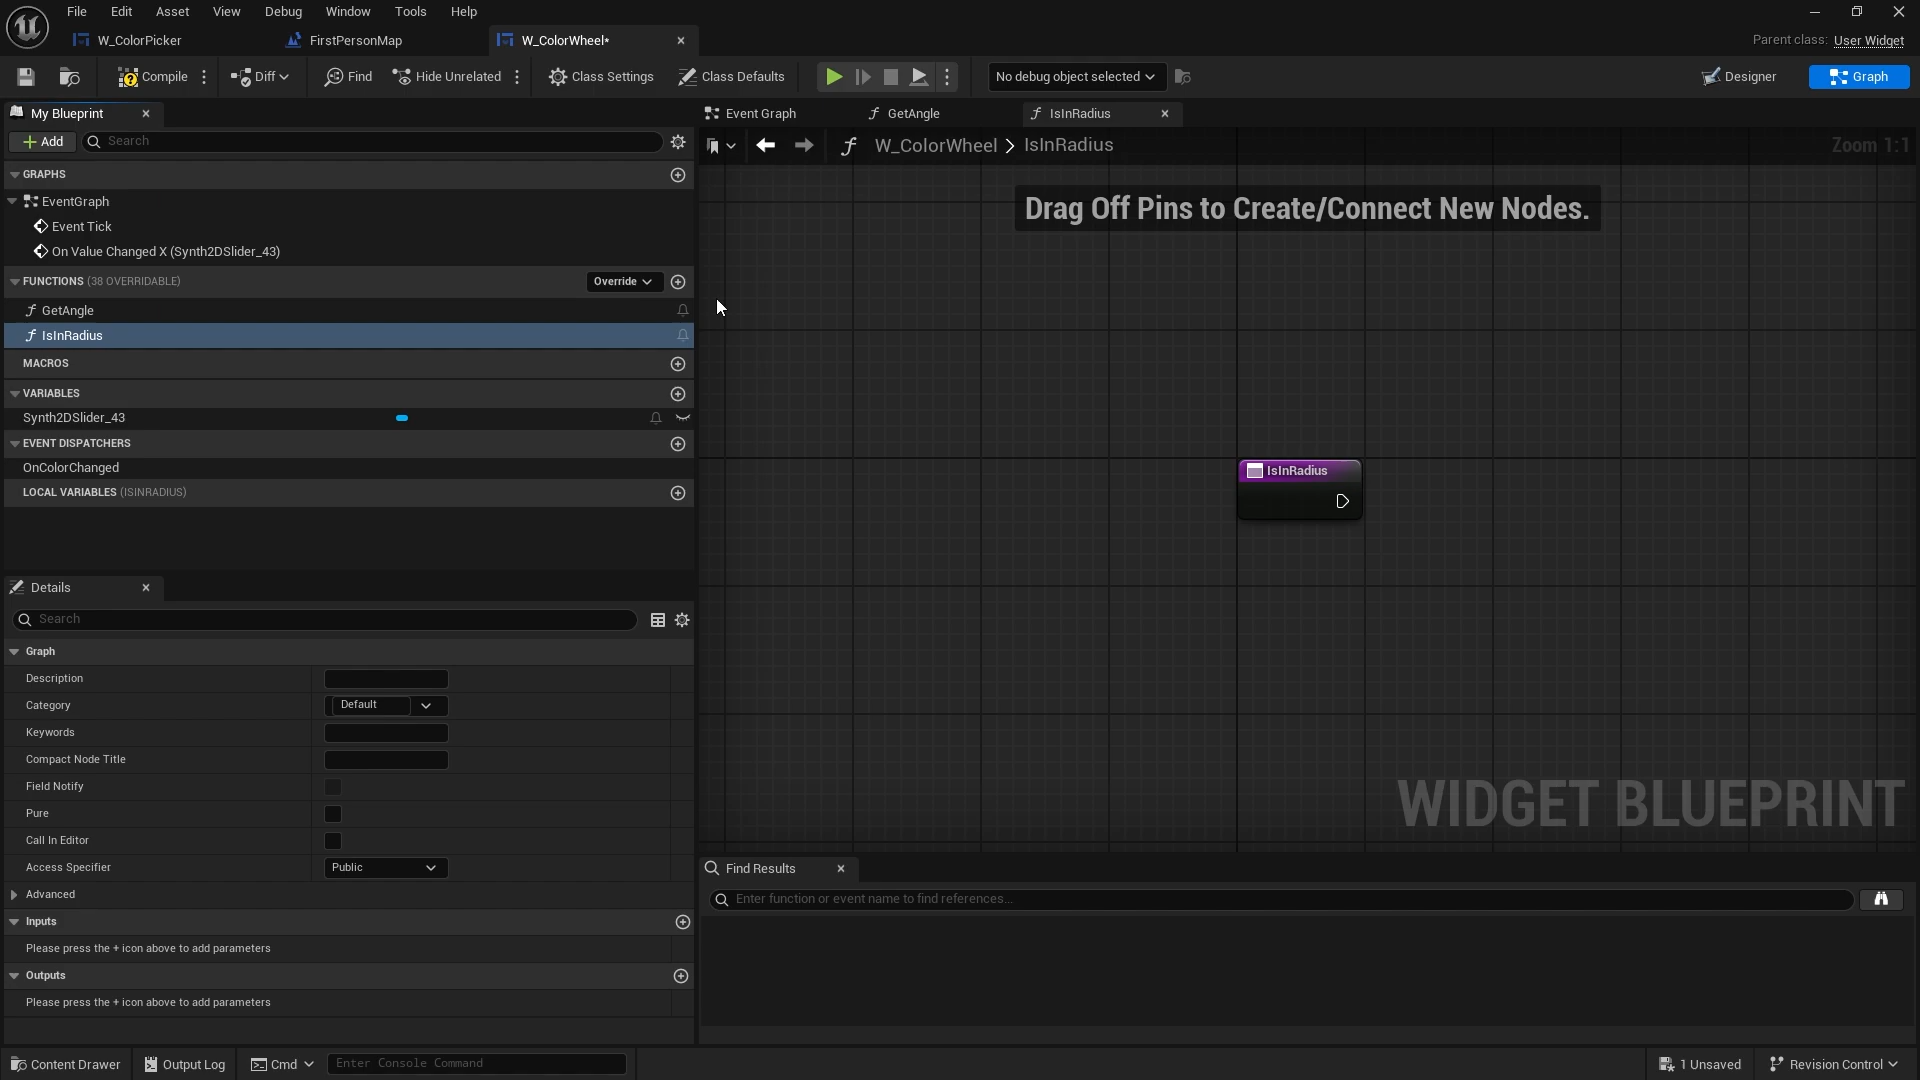 File Edit Asset View Debug Window Tools Help
W_ColorPicker FirstPersonMap W_ColorWheel*
Parent class: User Widget
Compile Diff Find Hide Unrelated Class Settings Class Defaults No debug object selected Designer Graph
My Blueprint
Event Graph GetAngle IsInRadius
Add Search
W_ColorWheel > IsInRadius Zoom 1:1
GRAPHS
EventGraph
Event Tick
On Value Changed X (Synth2DSlider_43)
FUNCTIONS (38 OVERRIDABLE) Override
GetAngle
IsInRadius
MACROS
VARIABLES
Synth2DSlider_43
EVENT DISPATCHERS
OnColorChanged
LOCAL VARIABLES (ISINRADIUS)
Drag Off Pins to Create/Connect New Nodes.
IsInRadius
WIDGET BLUEPRINT
Details
Search
Graph
Description
Category Default
Keywords
Compact Node Title
Field Notify
Pure
Call In Editor
Access Specifier Public
Advanced
Inputs
Please press the + icon above to add parameters
Outputs
Please press the + icon above to add parameters
Find Results
Enter function or event name to find references...
Content Drawer Output Log Cmd Enter Console Command 1 Unsaved Revision Control